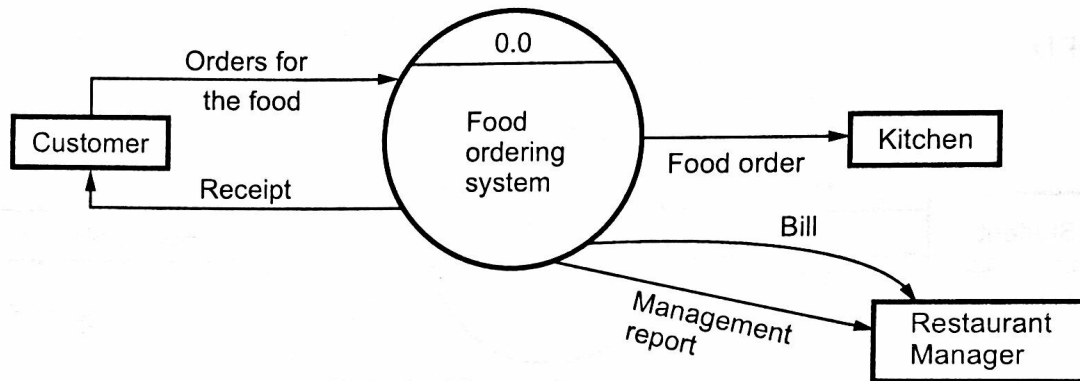 0.0
Orders for
the food
Customer
Food
ordering
system
Kitchen
Food order
Receipt
Bill
Management
report
Restaurant
Manager